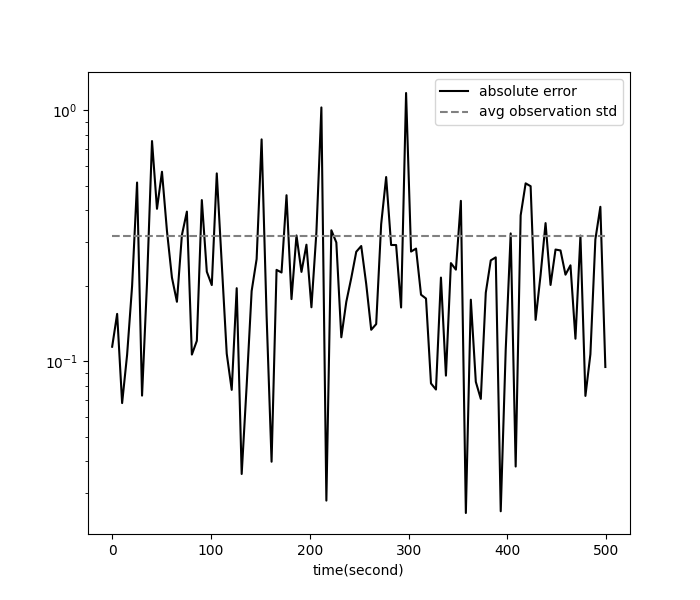 absolute error
avg observation std
10⁰
10⁻¹
0 100 200 300 400 500
time(second)